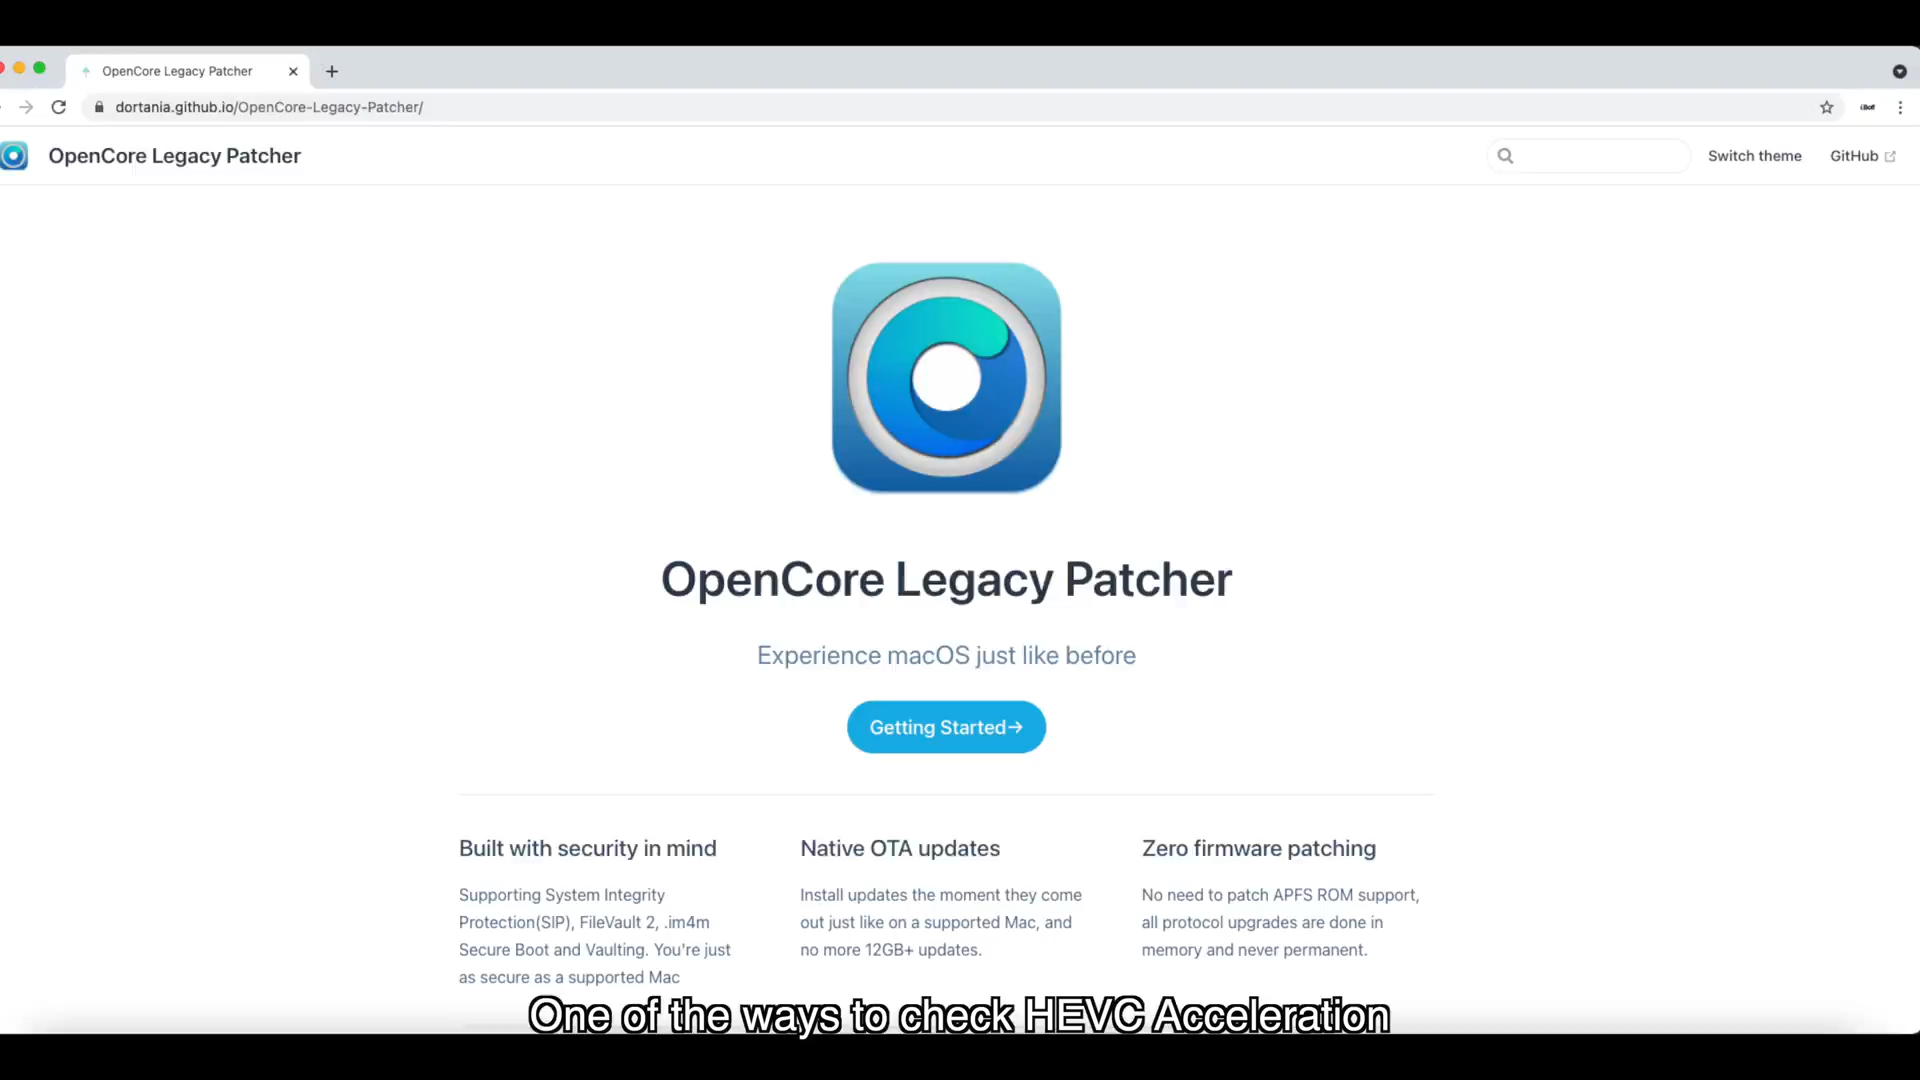 OpenCore Legacy Patcher
dortania.github.io/OpenCore-Legacy-Patcher/
OpenCore Legacy Patcher
Switch theme
GitHub
OpenCore Legacy Patcher
Experience macOS just like before
Getting Started→
Built with security in mind
Supporting System Integrity
Protection(SIP), FileVault 2, .im4m
Secure Boot and Vaulting. You're just
as secure as a supported Mac
Native OTA updates
Install updates the moment they come
out just like on a supported Mac, and
no more 12GB+ updates.
Zero firmware patching
No need to patch APFS ROM support,
all protocol upgrades are done in
memory and never permanent.
One of the ways to check HEVC Acceleration